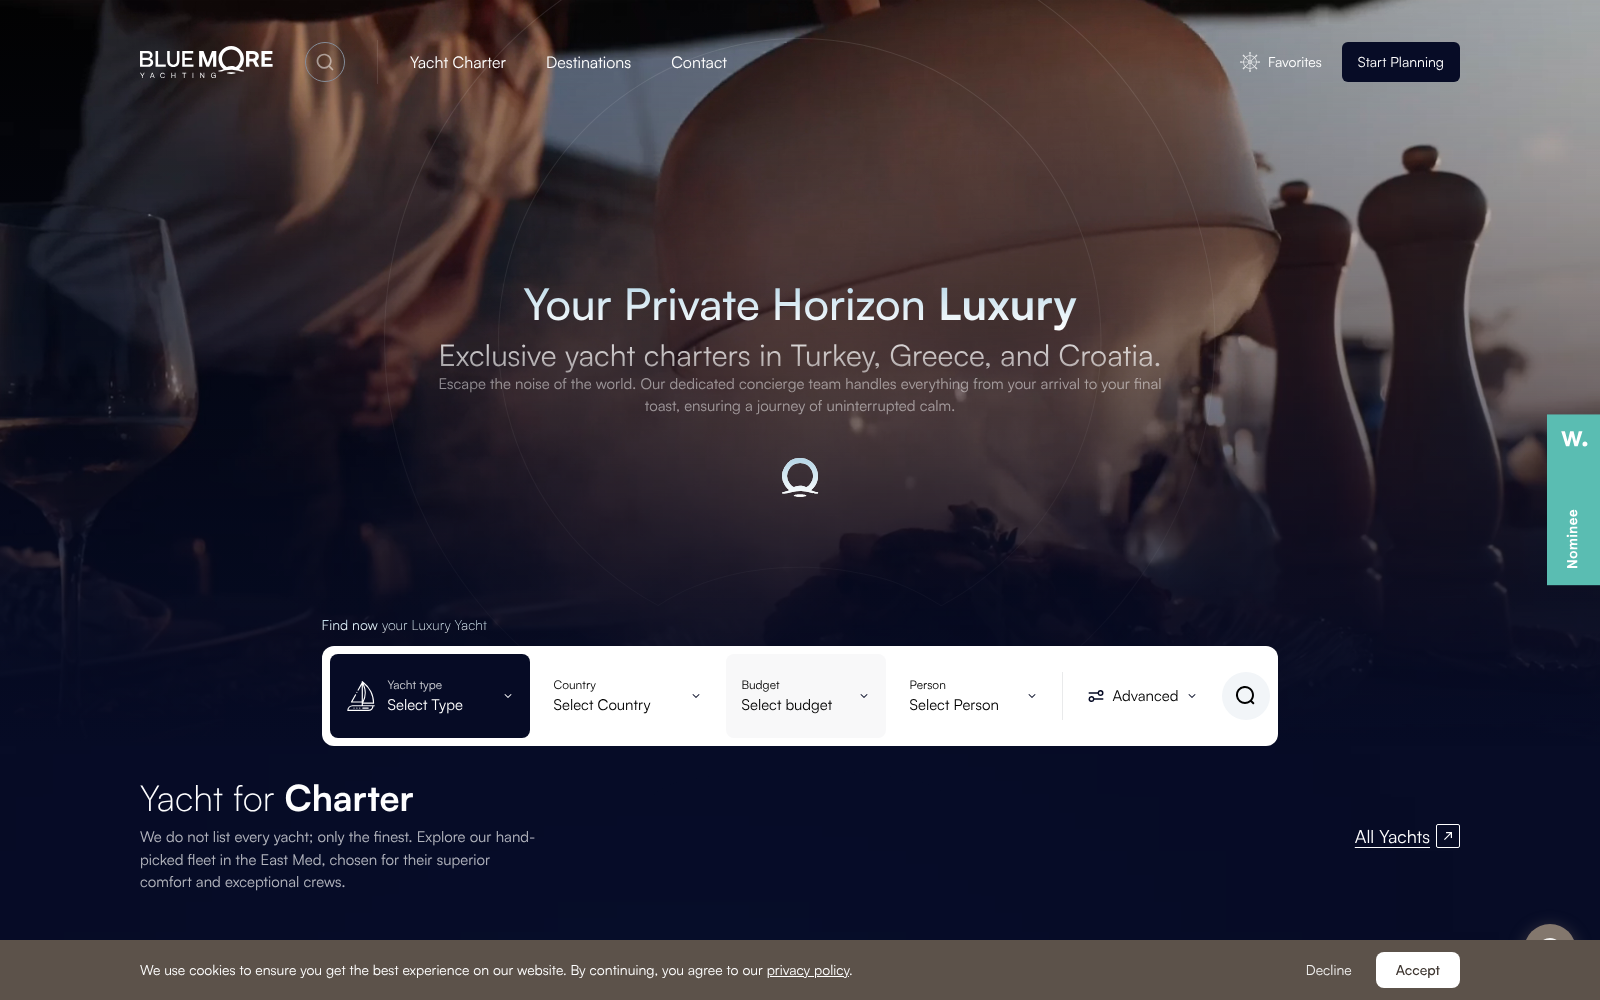 BLUE MORE
YACHTING
Yacht Charter
Destinations
Contact
Favorites
Start Planning
Your Private Horizon Luxury
Exclusive yacht charters in Turkey, Greece, and Croatia.
Escape the noise of the world. Our dedicated concierge team handles everything from your arrival to your final
toast, ensuring a journey of uninterrupted calm.
W.
Nominee
Find now your Luxury Yacht
Yacht type
Select Type
Country
Select Country
Budget
Select budget
Person
Select Person
Advanced
Yacht for Charter
We do not list every yacht; only the finest. Explore our hand-
picked fleet in the East Med, chosen for their superior
comfort and exceptional crews.
All Yachts
We use cookies to ensure you get the best experience on our website. By continuing, you agree to our privacy policy.
Decline
Accept